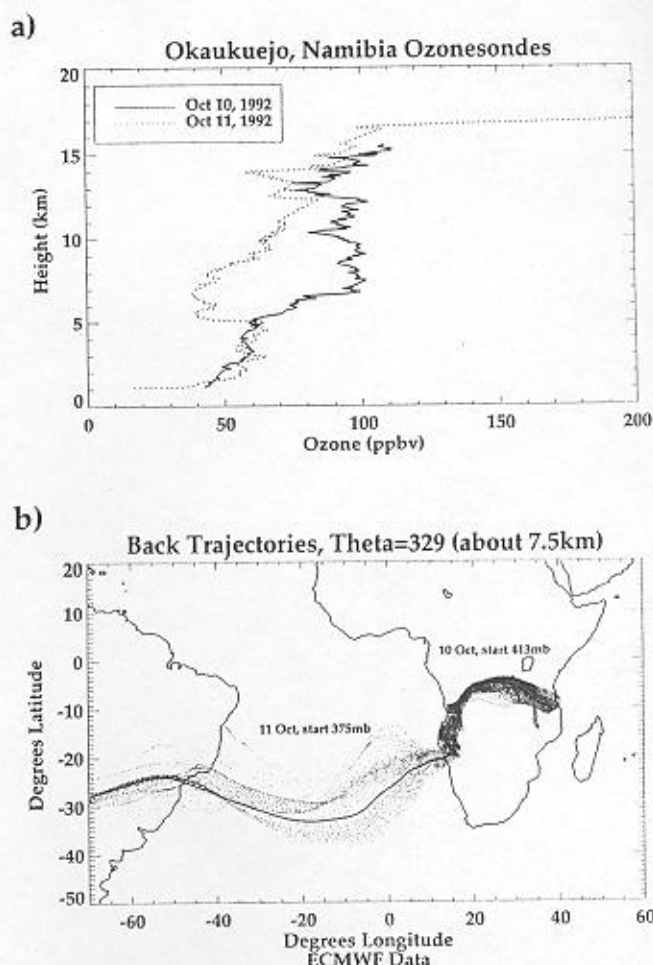 a)
Okaukuejo, Namibia Ozonesondes
20
15
10
5
0
Height (km)
Oct 10, 1992
Oct 11, 1992
0
50
100
150
200
Ozone (ppbv)
b)
Back Trajectories, Theta=329 (about 7.5km)
20
10
0
-10
-20
-30
-40
-50
Degrees Latitude
10 Oct, start 413mb
11 Oct, start 375mb
-60
-40
-20
0
20
40
60
Degrees Longitude
ECMWF Data